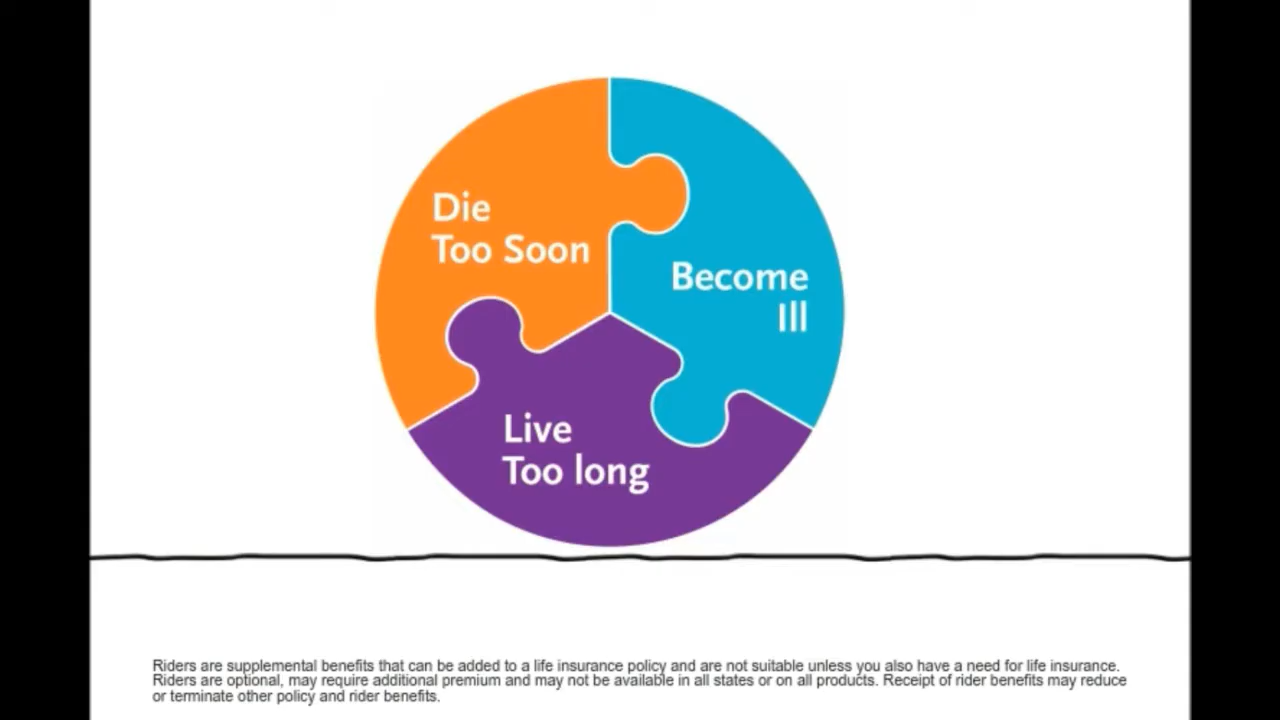 Die
Too Soon
Become
Ill
Live
Too long
Riders are supplemental benefits that can be added to a life insurance policy and are not suitable unless you also have a need for life insurance.
Riders are optional, may require additional premium and may not be available in all states or on all products. Receipt of rider benefits may reduce
or terminate other policy and rider benefits.